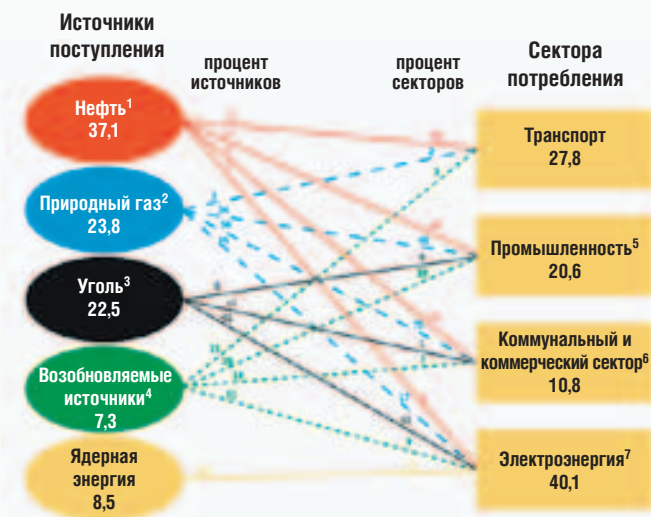 Источники
поступления
процент
источников
процент
секторов
Сектора
потребления
Нефть¹
37,1
Природный газ²
23,8
Уголь³
22,5
Возобновляемые
источники⁴
7,3
Ядерная
энергия
8,5
Транспорт
27,8
Промышленность⁵
20,6
Коммунальный и
коммерческий сектор⁶
10,8
Электроэнергия⁷
40,1